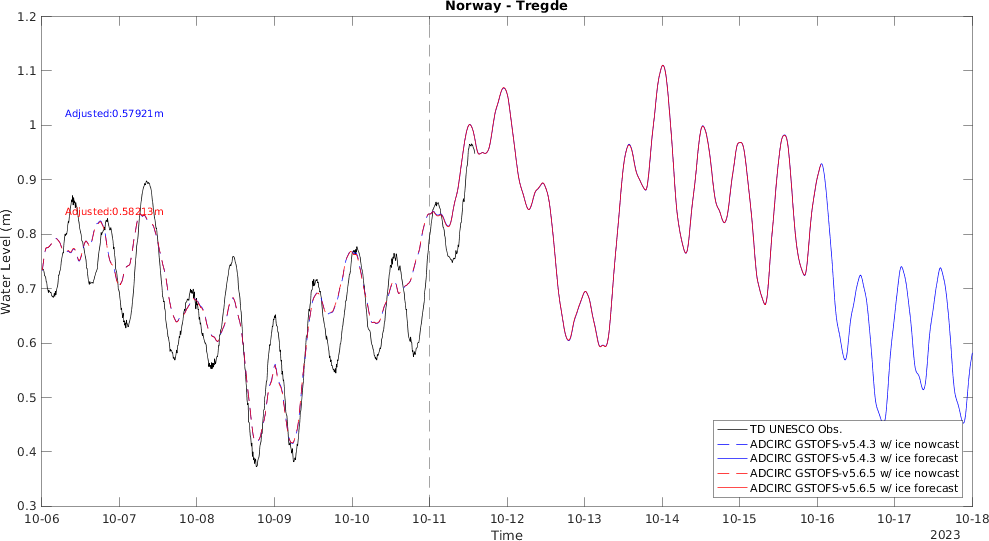 Norway - Tregde
1.2
1.1
1
0.9
0.8
0.7
0.6
0.5
0.4
0.3
Water Level (m)
Adjusted:0.57921m
Adjusted:0.58213m
TD UNESCO Obs.
ADCIRC GSTOFS-v5.4.3 w/ ice nowcast
ADCIRC GSTOFS-v5.4.3 w/ ice forecast
ADCIRC GSTOFS-v5.6.5 w/ ice nowcast
ADCIRC GSTOFS-v5.6.5 w/ ice forecast
10-06 10-07 10-08 10-09 10-10 10-11 10-12 10-13 10-14 10-15 10-16 10-17 10-18
Time
2023